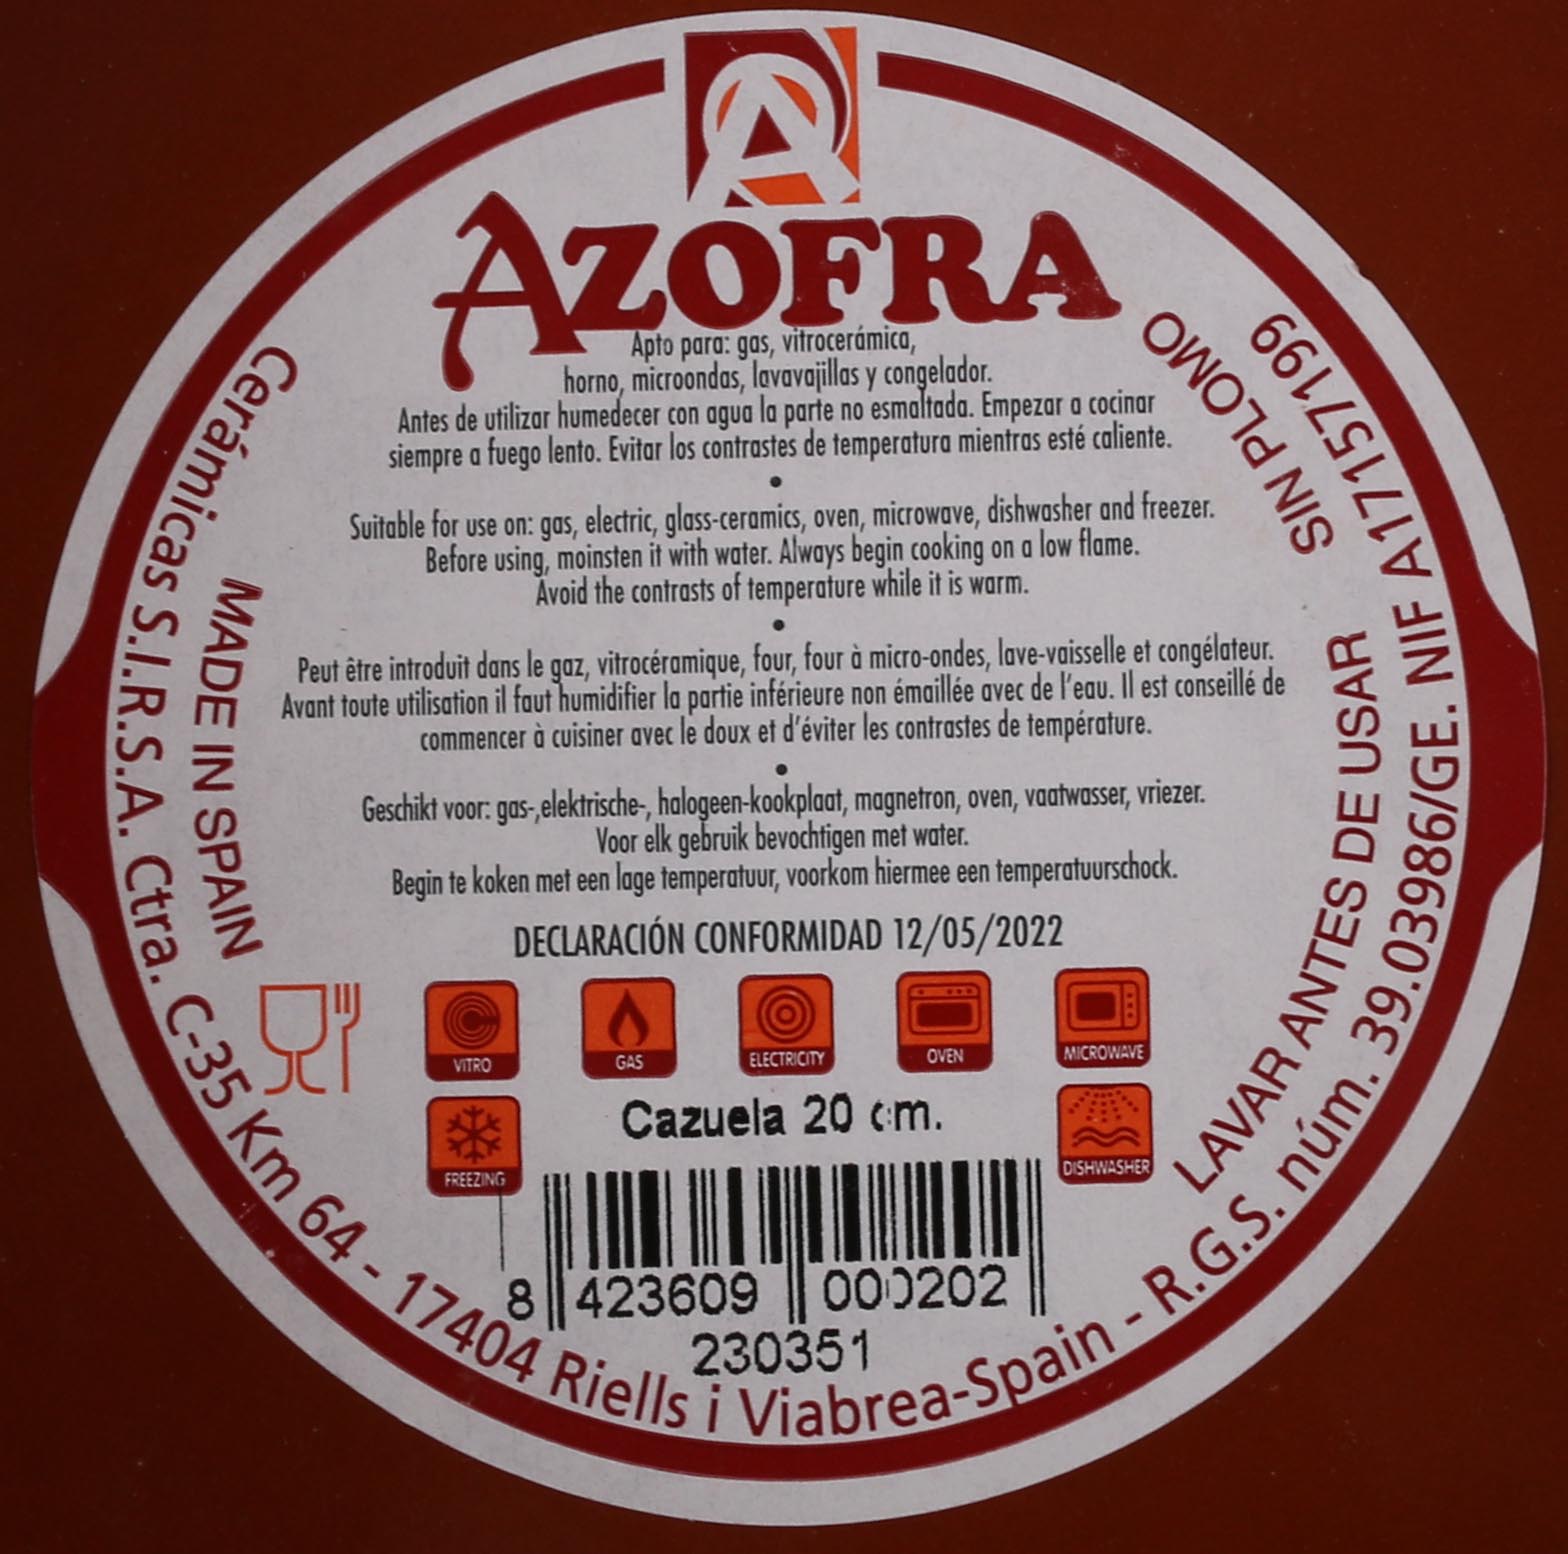 AZOFRA
Apto para: gas, vitrocerámica,
horno, microondas, lavavajillas y congelador.
Antes de utilizar humedecer con agua la parte no esmaltada. Empezar a cocinar
siempre a fuego lento. Evitar los contrastes de temperatura mientras esté caliente.
•
Suitable for use on: gas, electric, glass-ceramics, oven, microwave, dishwasher and freezer.
Before using, moinsten it with water. Always begin cooking on a low flame.
Avoid the contrasts of temperature while it is warm.
•
Peut être introduit dans le gaz, vitrocéramique, four, four à micro-ondes, lave-vaisselle et congélateur.
Avant toute utilisation il faut humidifier la partie inférieure non émaillée avec de l'eau. Il est conseillé de
commencer à cuisiner avec le doux et d'éviter les contrastes de température.
•
Geschikt voor: gas-,elektrische-, halogeen-kookplaat, magnetron, oven, vaatwasser, vriezer.
Voor elk gebruik bevochtigen met water.
Begin te koken met een lage temperatuur, voorkom hiermee een temperatuurschock.
DECLARACIÓN CONFORMIDAD 12/05/2022
VITRO GAS ELECTRICITY OVEN MICROWAVE
FREEZING
Cazuela 20 cm.
DISHWASHER
8 423609 000202
230351
MADE IN SPAIN
SIN PLOMO
LAVAR ANTES DE USAR
Cerámicas S.I.R.S.A. Ctra. C-35 Km 64 - 17404 Riells i Viabrea-Spain - R.G.S. núm. 39.03986/GE. NIF A17157199